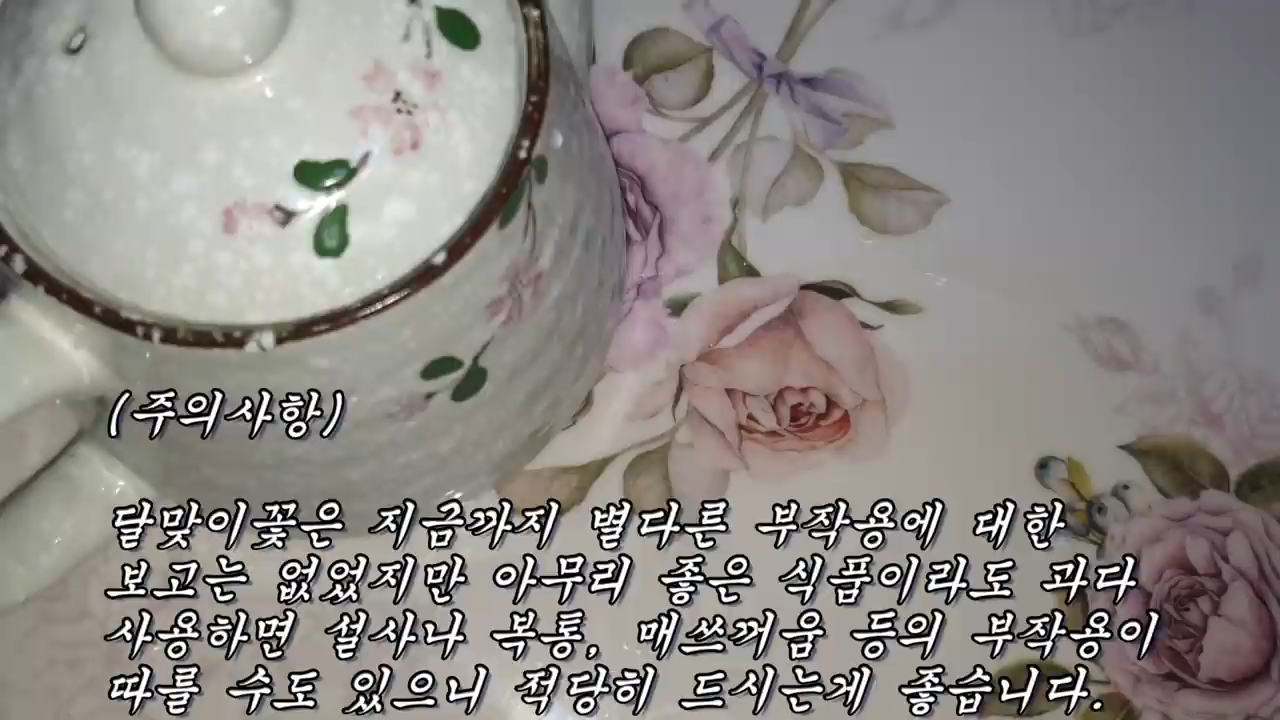 (주의사항)
달맞이꽃은 지금까지 별다른 부작용에 대한
보고는 없었지만 아무리 좋은 식품이라도 과다
사용하면 설사나 복통, 매쓰꺼움 등의 부작용이
따를 수도 있으니 적당히 드시는게 좋습니다.